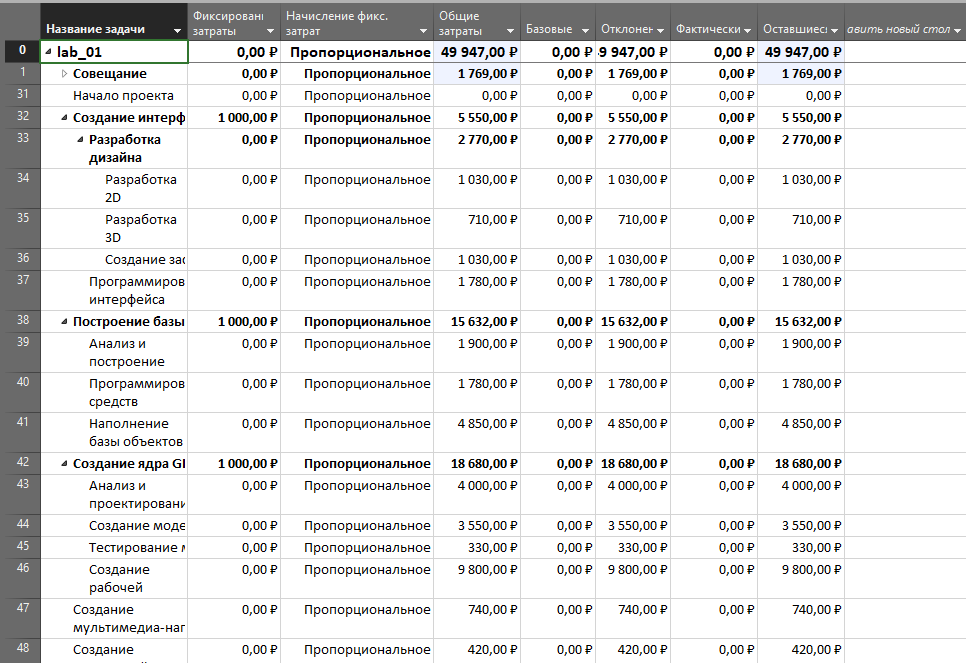 Название задачи Фиксированн затраты Начисление фикс. затрат Общие затраты Базовые Отклонен Фактически Оставшиеся авить новый стол
0 lab_01 0,00 ₽ Пропорциональное 49 947,00 ₽ 0,00 ₽ 9 947,00 ₽ 0,00 ₽ 49 947,00 ₽
1 Совещание 0,00 ₽ Пропорциональное 1 769,00 ₽ 0,00 ₽ 1 769,00 ₽ 0,00 ₽ 1 769,00 ₽
31 Начало проекта 0,00 ₽ Пропорциональное 0,00 ₽ 0,00 ₽ 0,00 ₽ 0,00 ₽ 0,00 ₽
32 Создание интерф 1 000,00 ₽ Пропорциональное 5 550,00 ₽ 0,00 ₽ 5 550,00 ₽ 0,00 ₽ 5 550,00 ₽
33 Разработка 0,00 ₽ Пропорциональное 2 770,00 ₽ 0,00 ₽ 2 770,00 ₽ 0,00 ₽ 2 770,00 ₽
дизайна
34 Разработка 0,00 ₽ Пропорциональное 1 030,00 ₽ 0,00 ₽ 1 030,00 ₽ 0,00 ₽ 1 030,00 ₽
2D
35 Разработка 0,00 ₽ Пропорциональное 710,00 ₽ 0,00 ₽ 710,00 ₽ 0,00 ₽ 710,00 ₽
3D
36 Создание зас 0,00 ₽ Пропорциональное 1 030,00 ₽ 0,00 ₽ 1 030,00 ₽ 0,00 ₽ 1 030,00 ₽
37 Программиров 0,00 ₽ Пропорциональное 1 780,00 ₽ 0,00 ₽ 1 780,00 ₽ 0,00 ₽ 1 780,00 ₽
интерфейса
38 Построение базы 1 000,00 ₽ Пропорциональное 15 632,00 ₽ 0,00 ₽ 15 632,00 ₽ 0,00 ₽ 15 632,00 ₽
39 Анализ и 0,00 ₽ Пропорциональное 1 900,00 ₽ 0,00 ₽ 1 900,00 ₽ 0,00 ₽ 1 900,00 ₽
построение
40 Программиров 0,00 ₽ Пропорциональное 1 780,00 ₽ 0,00 ₽ 1 780,00 ₽ 0,00 ₽ 1 780,00 ₽
средств
41 Наполнение 0,00 ₽ Пропорциональное 4 850,00 ₽ 0,00 ₽ 4 850,00 ₽ 0,00 ₽ 4 850,00 ₽
базы объектов
42 Создание ядра GI 1 000,00 ₽ Пропорциональное 18 680,00 ₽ 0,00 ₽ 18 680,00 ₽ 0,00 ₽ 18 680,00 ₽
43 Анализ и 0,00 ₽ Пропорциональное 4 000,00 ₽ 0,00 ₽ 4 000,00 ₽ 0,00 ₽ 4 000,00 ₽
проектировани
44 Создание моде 0,00 ₽ Пропорциональное 3 550,00 ₽ 0,00 ₽ 3 550,00 ₽ 0,00 ₽ 3 550,00 ₽
45 Тестирование 0,00 ₽ Пропорциональное 330,00 ₽ 0,00 ₽ 330,00 ₽ 0,00 ₽ 330,00 ₽
46 Создание 0,00 ₽ Пропорциональное 9 800,00 ₽ 0,00 ₽ 9 800,00 ₽ 0,00 ₽ 9 800,00 ₽
рабочей
47 Создание 0,00 ₽ Пропорциональное 740,00 ₽ 0,00 ₽ 740,00 ₽ 0,00 ₽ 740,00 ₽
мультимедиа-нап
48 Создание 0,00 ₽ Пропорциональное 420,00 ₽ 0,00 ₽ 420,00 ₽ 0,00 ₽ 420,00 ₽